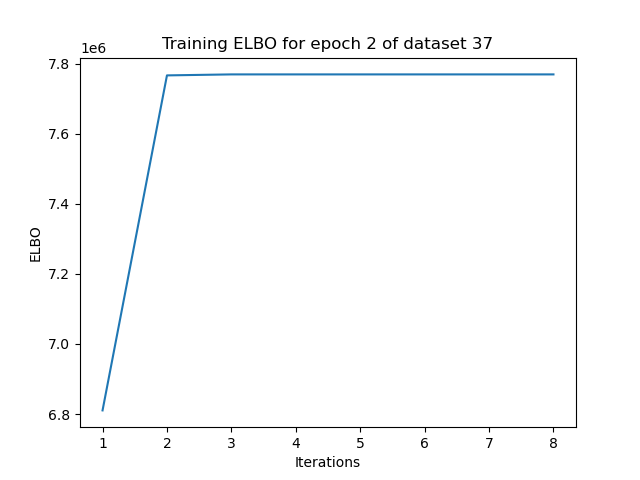 Training ELBO for epoch 2 of dataset 37
1e6
7.8
7.6
7.4
7.2
7.0
6.8
ELBO
1 2 3 4 5 6 7 8
Iterations